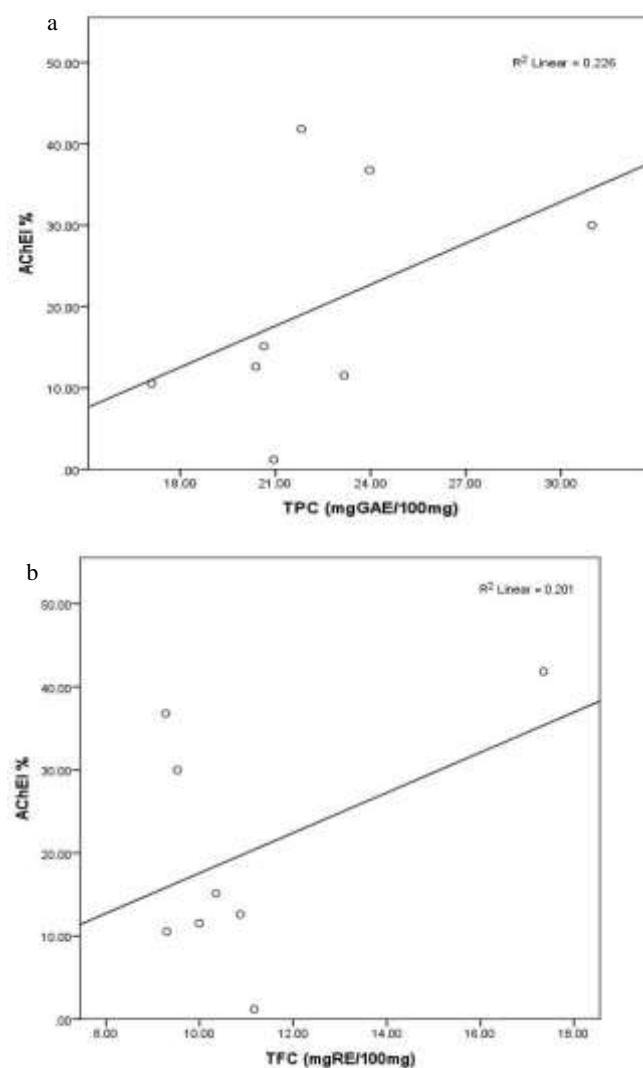 a
R² Linear = 0.226
50.00
40.00
30.00
20.00
10.00
.00
AChEI %
18.00 21.00 24.00 27.00 30.00
TPC (mgGAE/100mg)
b
R² Linear = 0.201
50.00
40.00
30.00
20.00
10.00
.00
AChEI %
8.00 10.00 12.00 14.00 16.00 18.00
TFC (mgRE/100mg)